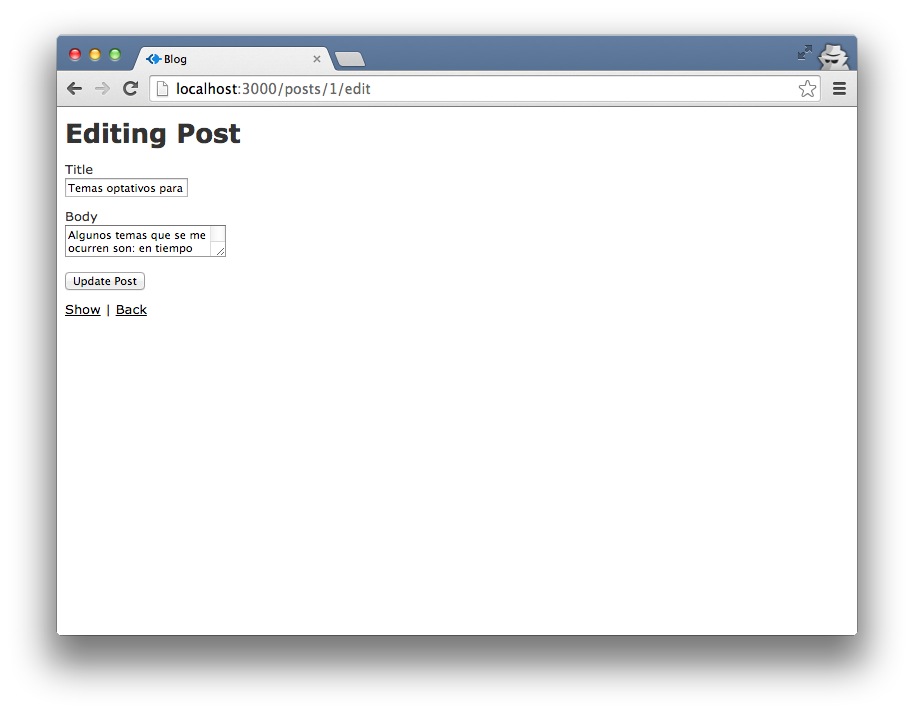 Blog
localhost:3000/posts/1/edit
Editing Post
Title
Temas optativos para
Body
Algunos temas que se me
ocurren son: en tiempo
Update Post
Show | Back